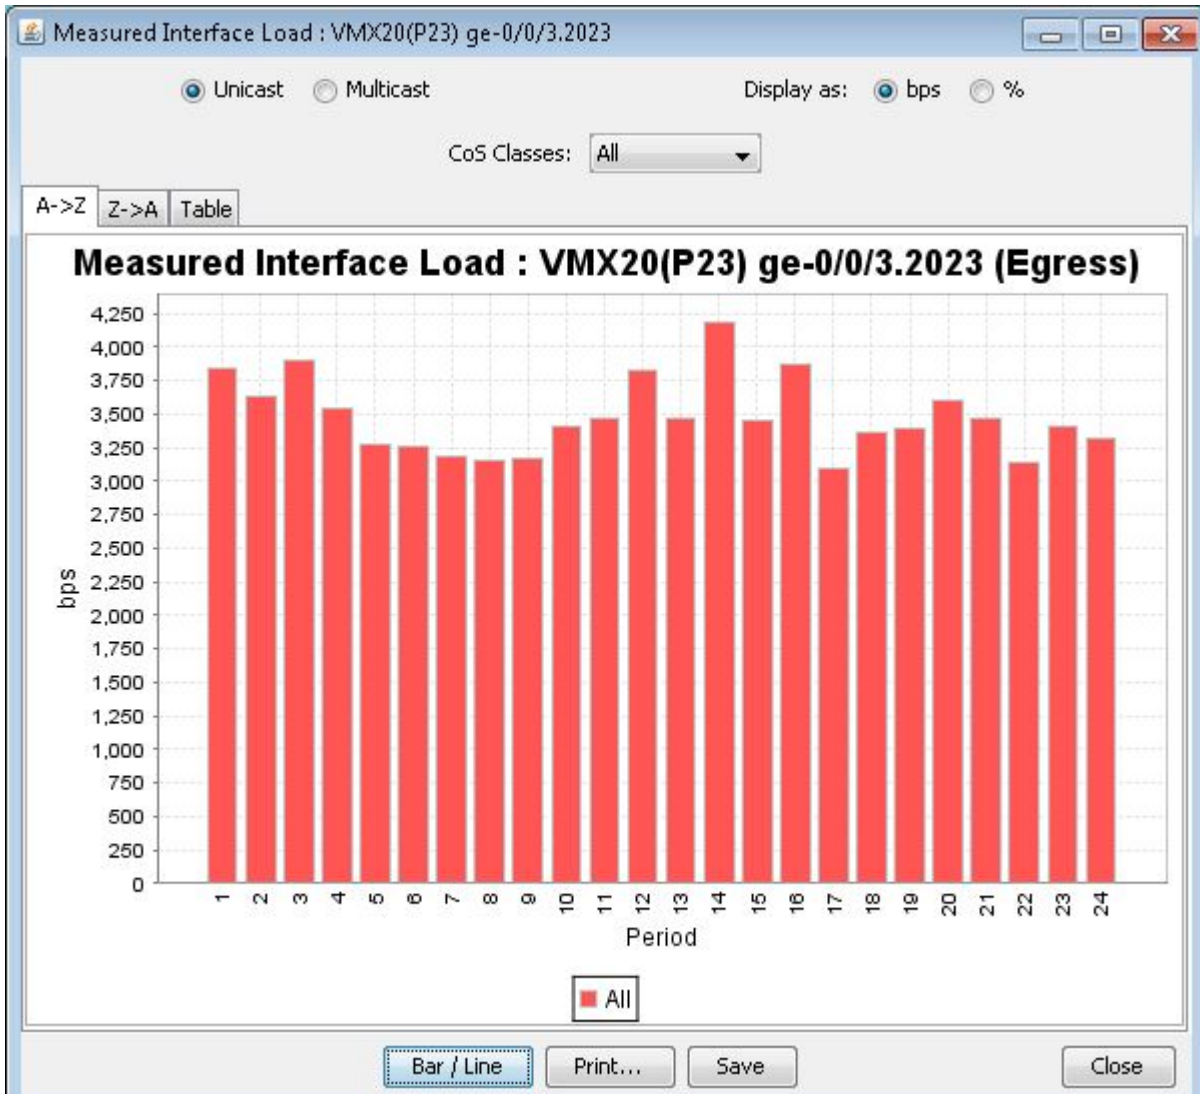 Measured Interface Load : VMX20(P23) ge-0/0/3.2023
Unicast Multicast Display as: bps %
CoS Classes: All
A->Z Z->A Table
Measured Interface Load : VMX20(P23) ge-0/0/3.2023 (Egress)
4,250
4,000
3,750
3,500
3,250
3,000
2,750
2,500
2,250
2,000
1,750
1,500
1,250
1,000
750
500
250
0
bps
1 2 3 4 5 6 7 8 9 10 11 12 13 14 15 16 17 18 19 20 21 22 23 24
Period
All
Bar / Line Print... Save Close